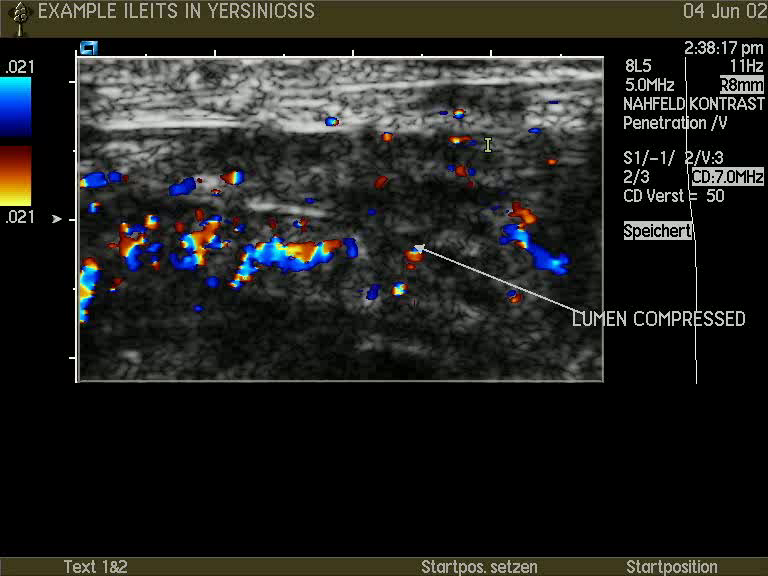 EXAMPLE ILEITS IN YERSINIOSIS
04 Jun 02
2:38:17 pm
.021
8L5 11Hz
5.0MHz R8mm
NAHFELD KONTRAST
Penetration /V
S1/-1/ 2/V:3
2/3 CD:7.0MHz
CD Verst = 50
.021
Speichert
LUMEN COMPRESSED
Text 1&2 Startpos. setzen Startposition